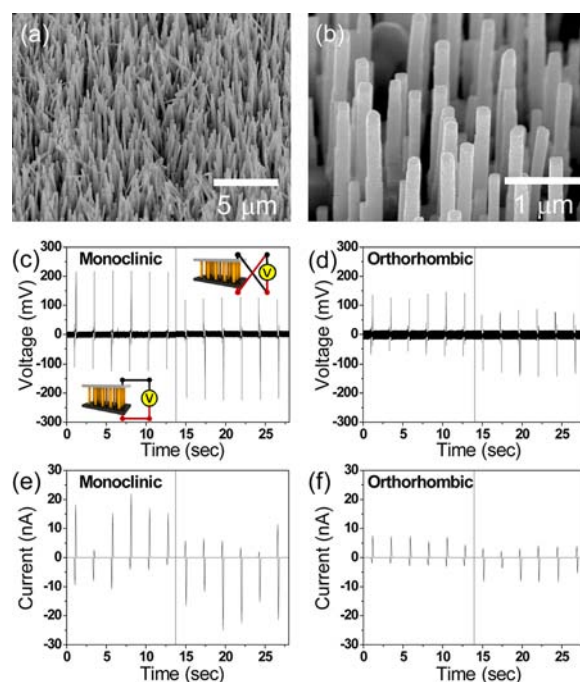 (a)
5 μm
(b)
1 μm
(c)
Monoclinic
V
V
Voltage (mV)
300
200
100
0
-100
-200
-300
0 5 10 15 20 25
Time (sec)
(d)
Orthorhombic
Voltage (mV)
300
200
100
0
-100
-200
-300
0 5 10 15 20 25
Time (sec)
(e)
Monoclinic
Current (nA)
30
20
10
0
-10
-20
-30
0 5 10 15 20 25
Time (sec)
(f)
Orthorhombic
Current (nA)
30
20
10
0
-10
-20
30
0 5 10 15 20 25
Time (sec)